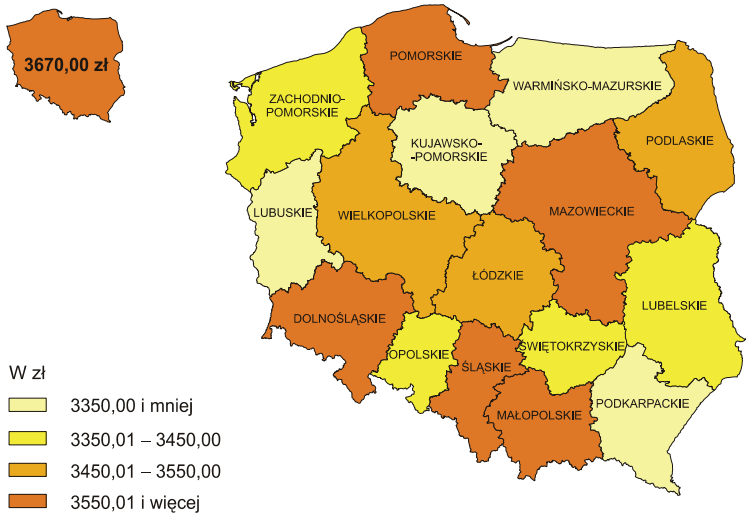 3670,00 zł
POMORSKIE
WARMIŃSKO-MAZURSKIE
ZACHODNIO-
POMORSKIE
PODLASKIE
KUJAWSKO-
-POMORSKIE
LUBUSKIE
WIELKOPOLSKIE
MAZOWIECKIE
ŁÓDZKIE
LUBELSKIE
DOLNOŚLĄSKIE
OPOLSKIE
ŚWIĘTOKRZYSKIE
ŚLĄSKIE
MAŁOPOLSKIE
PODKARPACKIE
W zł
3350,00 i mniej
3350,01 – 3450,00
3450,01 – 3550,00
3550,01 i więcej